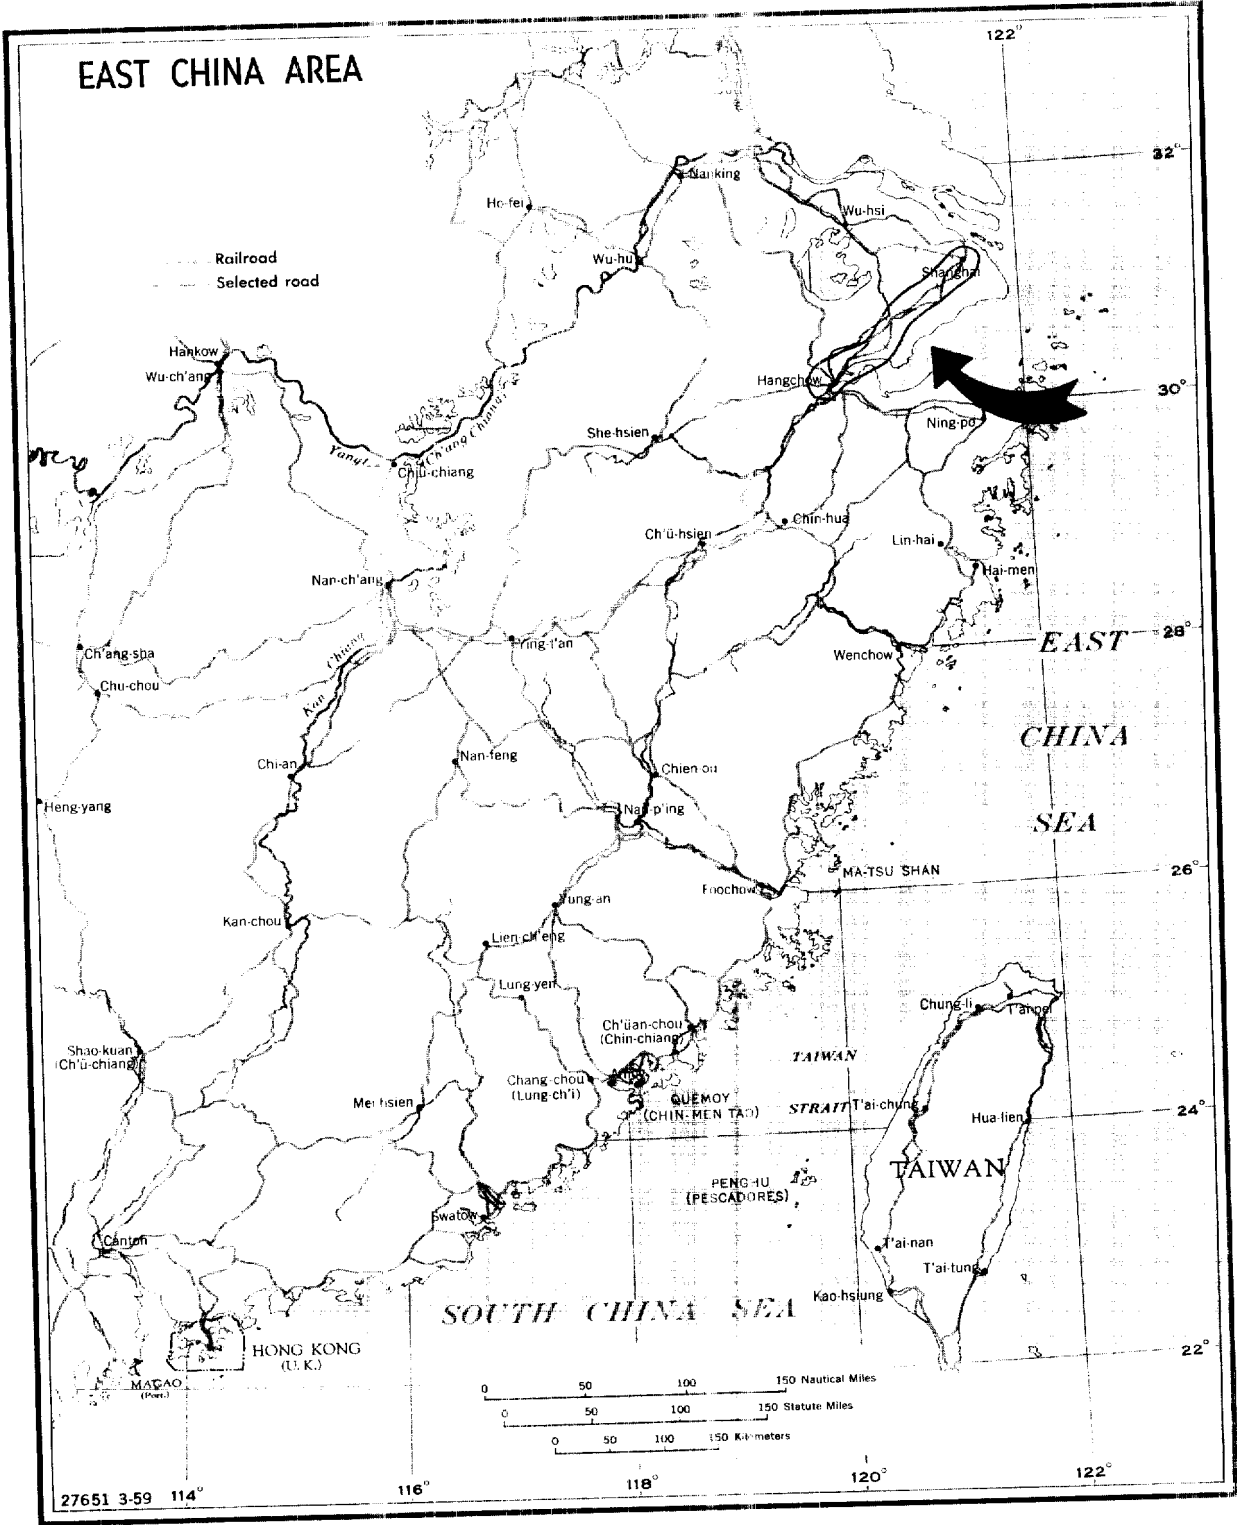 122°
EAST CHINA AREA
32°
Nanking
Ho-fei
Wu-hsi
Railroad
Wu-hu
Shanghai
Selected road
Hankow
Wu-ch'ang
Hangchow
30°
Ning-po
She-hsien
Yangt
Ch'ang Chiang
Chiu-chiang
Chin-hua
Ch'ü-hsien
Lin-hai
Hai-men
Nan-ch'ang
28°
EAST
Ying-t'an
Ch'ang-sha
Wenchow
Kan Chiang
Chu-chou
CHINA
Nan-feng
Chi-an
Chien-ou
Heng-yang
Nan-p'ing
SEA
MA-TSU SHAN
26°
Foochow
Yung-an
Kan-chou
Lien-ch'eng
Lung-yen
Chung-li
T'ai-pei
Ch'üan-chou
(Chin-chiang)
Shao-kuan
(Ch'ü-chiang)
TAIWAN
Chang-chou
(Lung-ch'i)
QUEMOY
(CHIN-MEN TAO)
Mei-hsien
STRAIT
T'ai-chung
24°
Hua-lien
TAIWAN
PENG-HU
(PESCADORES)
Swatow
Canton
T'ai-nan
T'ai-tung
Kao-hsiung
SOUTH CHINA SEA
HONG KONG
(U.K.)
22°
MACAO
(Port.)
0 50 100 150 Nautical Miles
0 50 100 150 Statute Miles
0 50 100 150 Kilometers
27651 3-59
114°
116°
118°
120°
122°